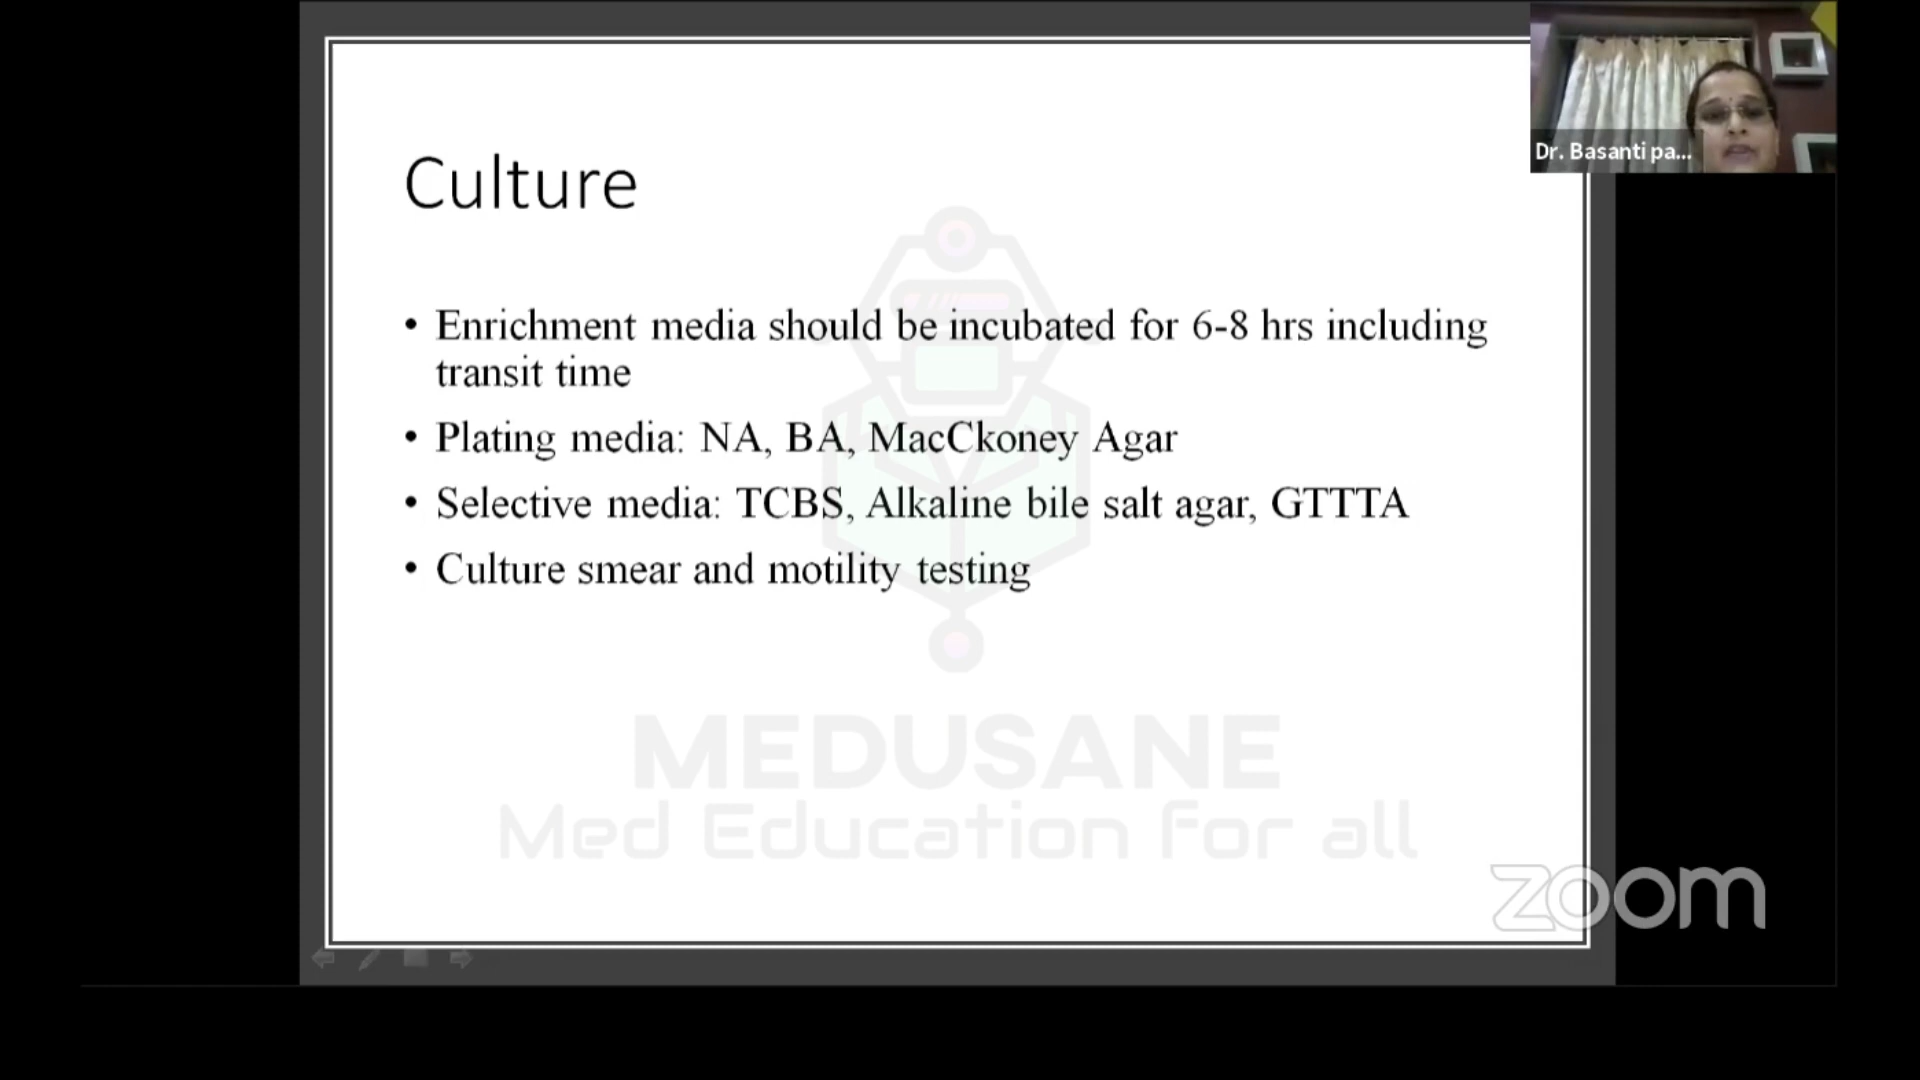 Culture
• Enrichment media should be incubated for 6-8 hrs including
transit time
• Plating media: NA, BA, MacCkoney Agar
• Selective media: TCBS, Alkaline bile salt agar, GTTTA
• Culture smear and motility testing
MEDUSANE
Med Education for all
Dr. Basanti pa...
zoom